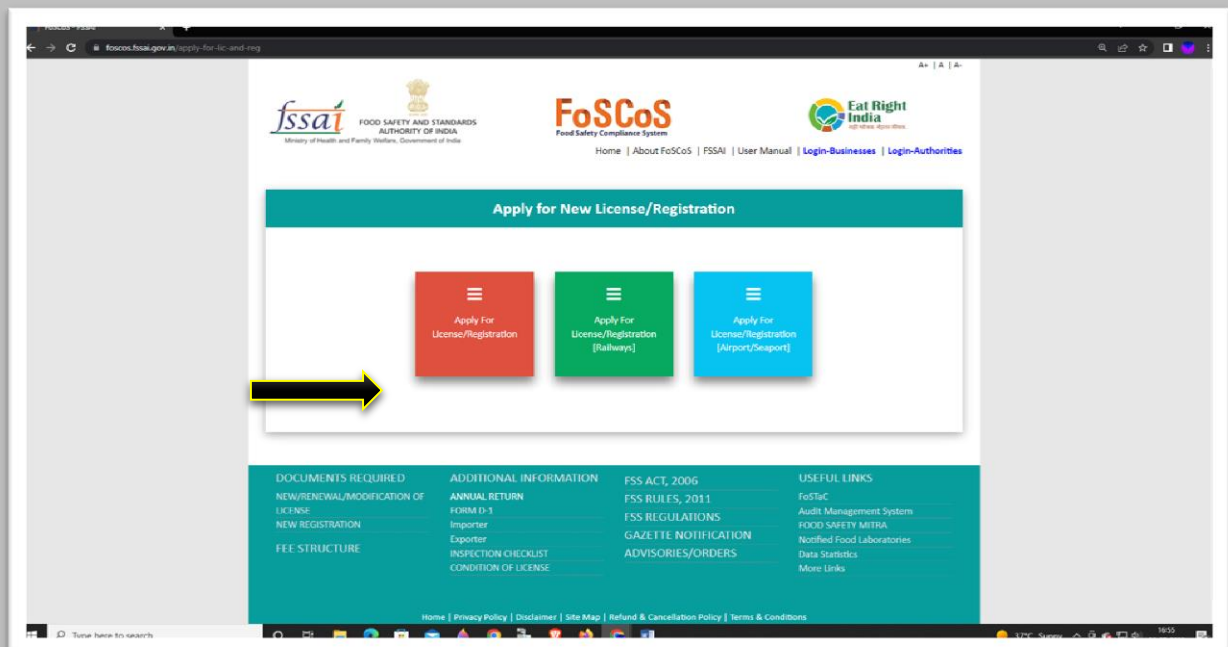 FoSCoS - FSSAI
foscos.fssai.gov.in/apply-for-lic-and-reg
A+ | A | A-
fssai
FOOD SAFETY AND STANDARDS
AUTHORITY OF INDIA
Ministry of Health and Family Welfare, Government of India
FoSCoS
Food Safety Compliance System
Eat Right
India
Home | About FoSCoS | FSSAI | User Manual | Login-Businesses | Login-Authorities
Apply for New License/Registration
Apply For
License/Registration
Apply For
License/Registration
[Railways]
Apply For
License/Registration
[Airport/Seaport]
DOCUMENTS REQUIRED
NEW/RENEWAL/MODIFICATION OF
LICENSE
NEW REGISTRATION
FEE STRUCTURE
ADDITIONAL INFORMATION
ANNUAL RETURN
FORM D-1
Importer
Exporter
INSPECTION CHECKLIST
CONDITION OF LICENSE
FSS ACT, 2006
FSS RULES, 2011
FSS REGULATIONS
GAZETTE NOTIFICATION
ADVISORIES/ORDERS
USEFUL LINKS
FoSTaC
Audit Management System
FOOD SAFETY MITRA
Notified Food Laboratories
Data Statistics
More Links
Home | Privacy Policy | Disclaimer | Site Map | Refund & Cancellation Policy | Terms & Conditions
Type here to search
37°C Sunny
16:55